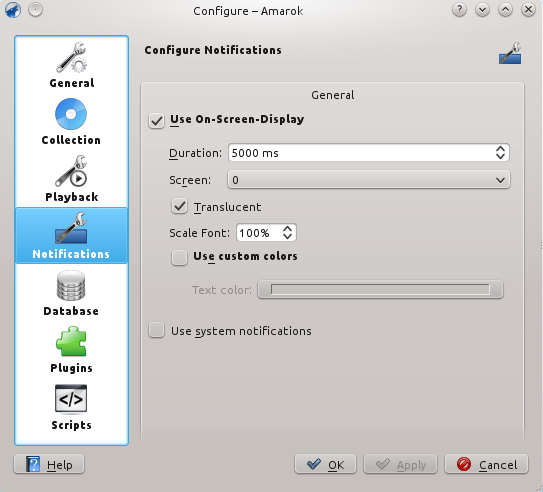 Configure – Amarok
General
Collection
Playback
Notifications
Database
Plugins
Scripts
Configure Notifications
General
Use On-Screen-Display
Duration: 5000 ms
Screen: 0
Translucent
Scale Font: 100%
Use custom colors
Text color:
Use system notifications
Help
OK
Apply
Cancel